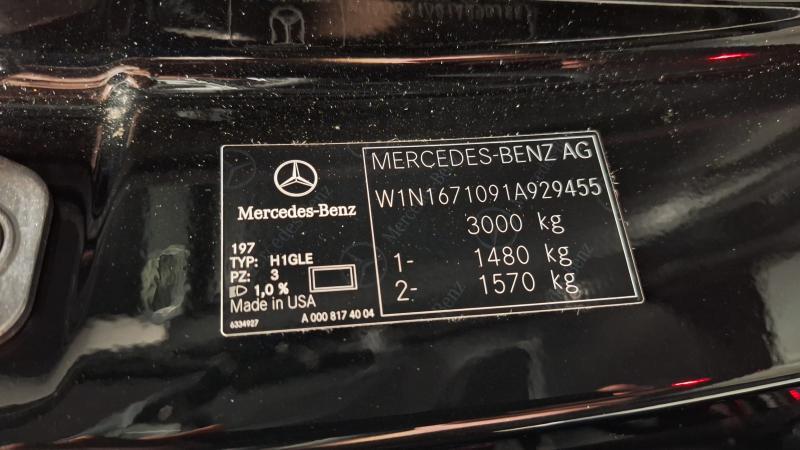 Mercedes-Benz
197
TYP: H1GLE
PZ: 3
1,0 %
Made in USA
6334927
A 000 817 40 04
MERCEDES-BENZ AG
W1N1671091A929455
3000 kg
1- 1480 kg
2- 1570 kg